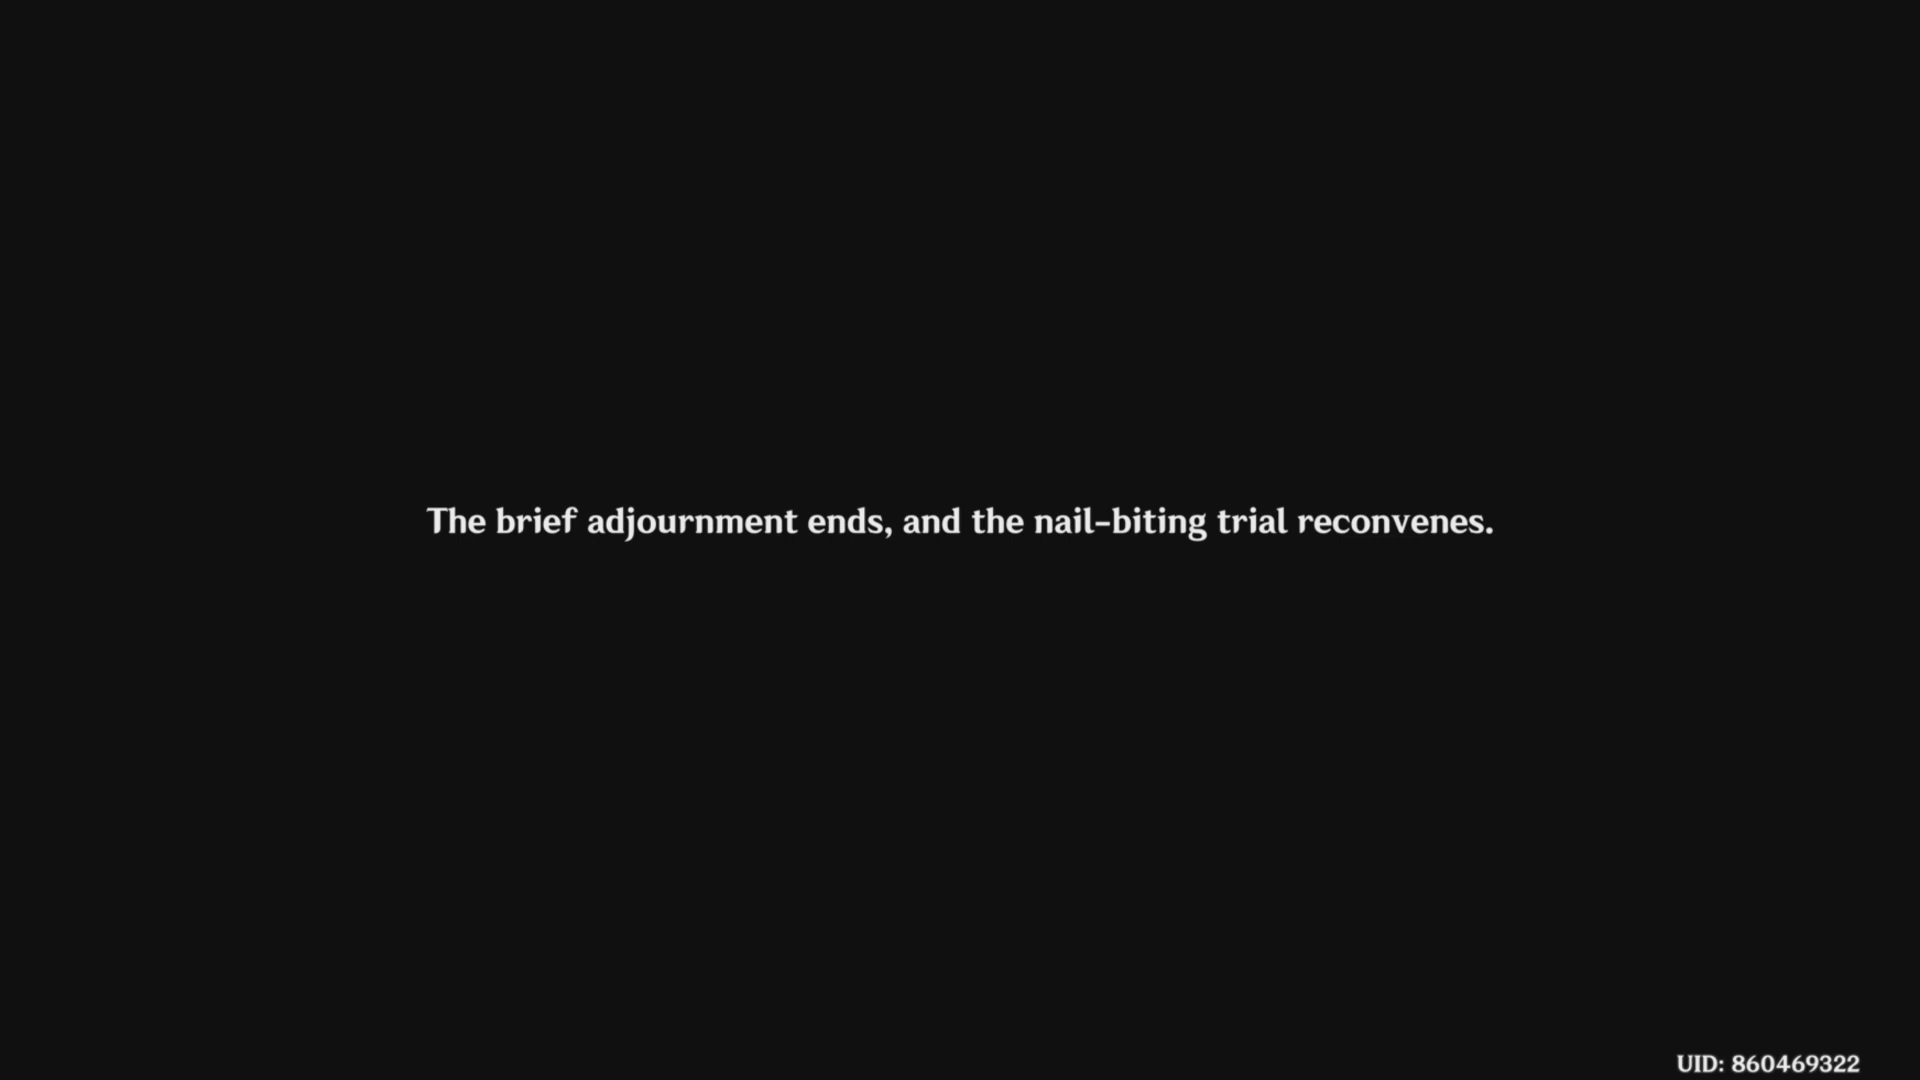 The brief adjournment ends, and the nail-biting trial reconvenes.
UID: 860469322